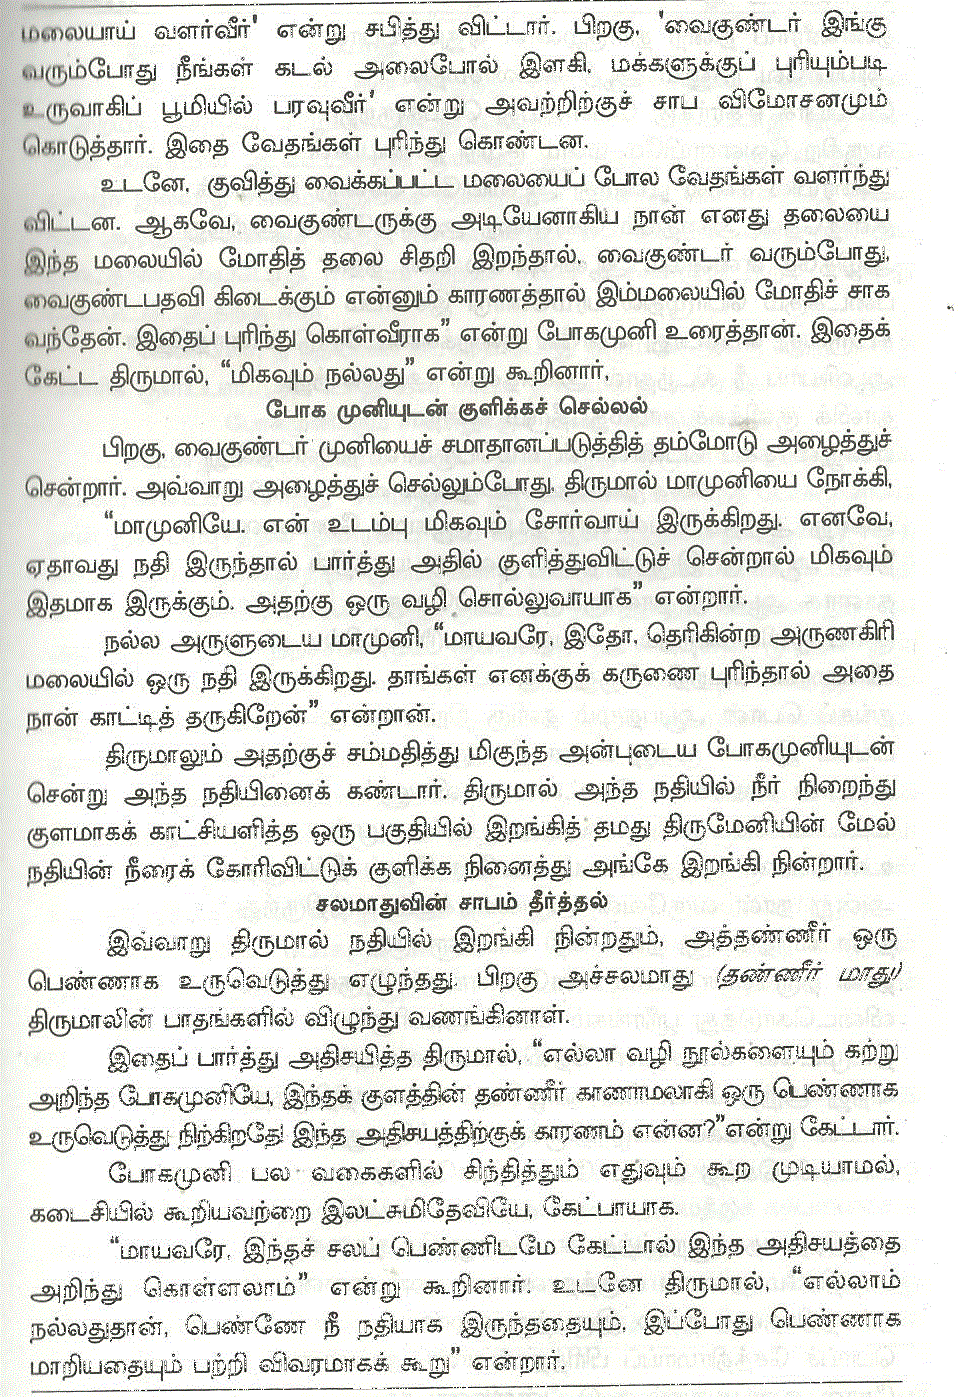 மலையாய் வளர்வீர்' என்று சபித்து விட்டார். பிறகு, 'வைகுண்டர் இங்கு
வரும்போது நீங்கள் கடல் அலைபோல் இளகி, மக்களுக்குப் புரியும்படி
உருவாகிப் பூமியில் பரவுவீர்' என்று அவற்றிற்குச் சாப விமோசனமும்
கொடுத்தார். இதை வேதங்கள் புரிந்து கொண்டன.
உடனே, குவித்து வைக்கப்பட்ட மலையைப் போல வேதங்கள் வளர்ந்து
விட்டன. ஆகவே, வைகுண்டருக்கு அடியேனாகிய நான் எனது தலையை
இந்த மலையில் மோதித் தலை சிதறி இறந்தால், வைகுண்டர் வரும்போது,
வைகுண்டபதவி கிடைக்கும் என்னும் காரணத்தால் இம்மலையில் மோதிச் சாக
வந்தேன். இதைப் புரிந்து கொள்வீராக” என்று போகமுனி உரைத்தான். இதைக்
கேட்ட திருமால், “மிகவும் நல்லது” என்று கூறினார்,
போக முனியுடன் குளிக்கச் செல்லல்
பிறகு, வைகுண்டர் முனியைச் சமாதானப்படுத்தித் தம்மோடு அழைத்துச்
சென்றார். அவ்வாறு அழைத்துச் செல்லும்போது, திருமால் மாமுனியை நோக்கி,
“மாமுனியே. என் உடம்பு மிகவும் சோர்வாய் இருக்கிறது. எனவே,
ஏதாவது நதி இருந்தால் பார்த்து அதில் குளித்துவிட்டுச் சென்றால் மிகவும்
இதமாக இருக்கும். அதற்கு ஒரு வழி சொல்லுவாயாக” என்றார்.
நல்ல அருளுடைய மாமுனி, “மாயவரே, இதோ, தெரிகின்ற அருணகிரி
மலையில் ஒரு நதி இருக்கிறது. தாங்கள் எனக்குக் கருணை புரிந்தால் அதை
நான் காட்டித் தருகிறேன்” என்றான்.
திருமாலும் அதற்குச் சம்மதித்து மிகுந்த அன்புடைய போகமுனியுடன்
சென்று அந்த நதியினைக் கண்டார். திருமால் அந்த நதியில் நீர் நிறைந்து
குளமாகக் காட்சியளித்த ஒரு பகுதியில் இறங்கித் தமது திருமேனியின் மேல்
நதியின் நீரைக் கோரிவிட்டுக் குளிக்க நினைத்து அங்கே இறங்கி நின்றார்.
சலமாதுவின் சாபம் தீர்த்தல்
இவ்வாறு திருமால் நதியில் இறங்கி நின்றதும், அத்தண்ணீர் ஒரு
பெண்ணாக உருவெடுத்து எழுந்தது. பிறகு அச்சலமாது (தண்ணீர் மாது)
திருமாலின் பாதங்களில் விழுந்து வணங்கினாள்.
இதைப் பார்த்து அதிசயித்த திருமால், “எல்லா வழி நூல்களையும் கற்று
அறிந்த போகமுனியே, இந்தக் குளத்தின் தண்ணீர் காணாமலாகி ஒரு பெண்ணாக
உருவெடுத்து நிற்கிறதே! இந்த அதிசயத்திற்குக் காரணம் என்ன?”என்று கேட்டார்.
போகமுனி பல வகைகளில் சிந்தித்தும் எதுவும் கூற முடியாமல்,
கடைசியில் கூறியவற்றை இலட்சுமிதேவியே, கேட்பாயாக.
“மாயவரே, இந்தச் சலப் பெண்ணிடமே கேட்டால் இந்த அதிசயத்தை
அறிந்து கொள்ளலாம்” என்று கூறினார். உடனே திருமால், “எல்லாம்
நல்லதுதான், பெண்ணே நீ நதியாக இருந்ததையும், இப்போது பெண்ணாக
மாறியதையும் பற்றி விவரமாகக் கூறு” என்றார்.